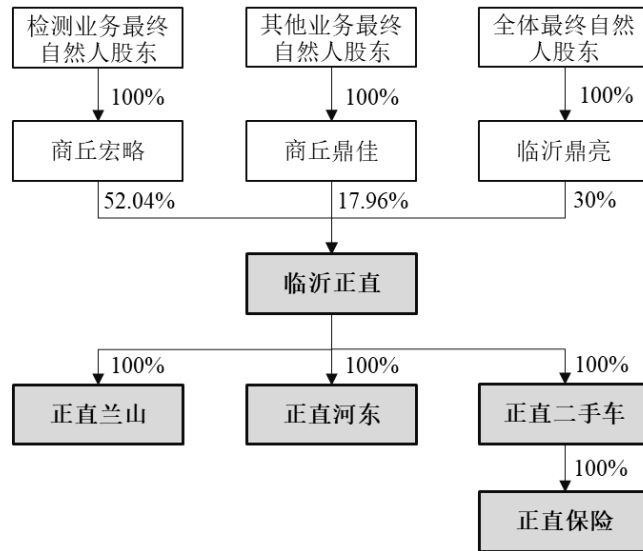 检测业务最终
自然人股东
其他业务最终
自然人股东
全体最终自然
人股东
100%
100%
100%
商丘宏略
商丘鼎佳
临沂鼎亮
52.04%
17.96%
30%
临沂正直
100%
100%
100%
正直兰山
正直河东
正直二手车
100%
正直保险